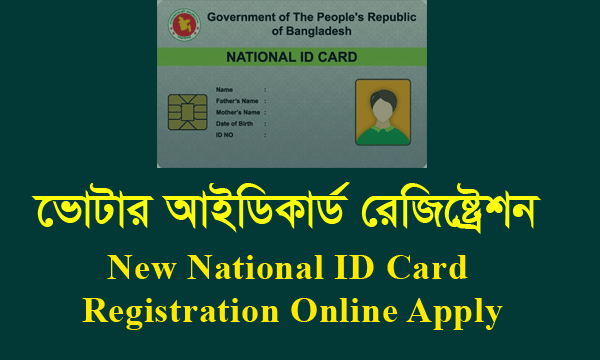 Government of The People's Republic
of Bangladesh
NATIONAL ID CARD
Name :
Father's Name :
Mother's Name :
Date of Birth :
ID NO :
ভোটার আইডিকার্ড রেজিষ্ট্রেশন
New National ID Card
Registration Online Apply